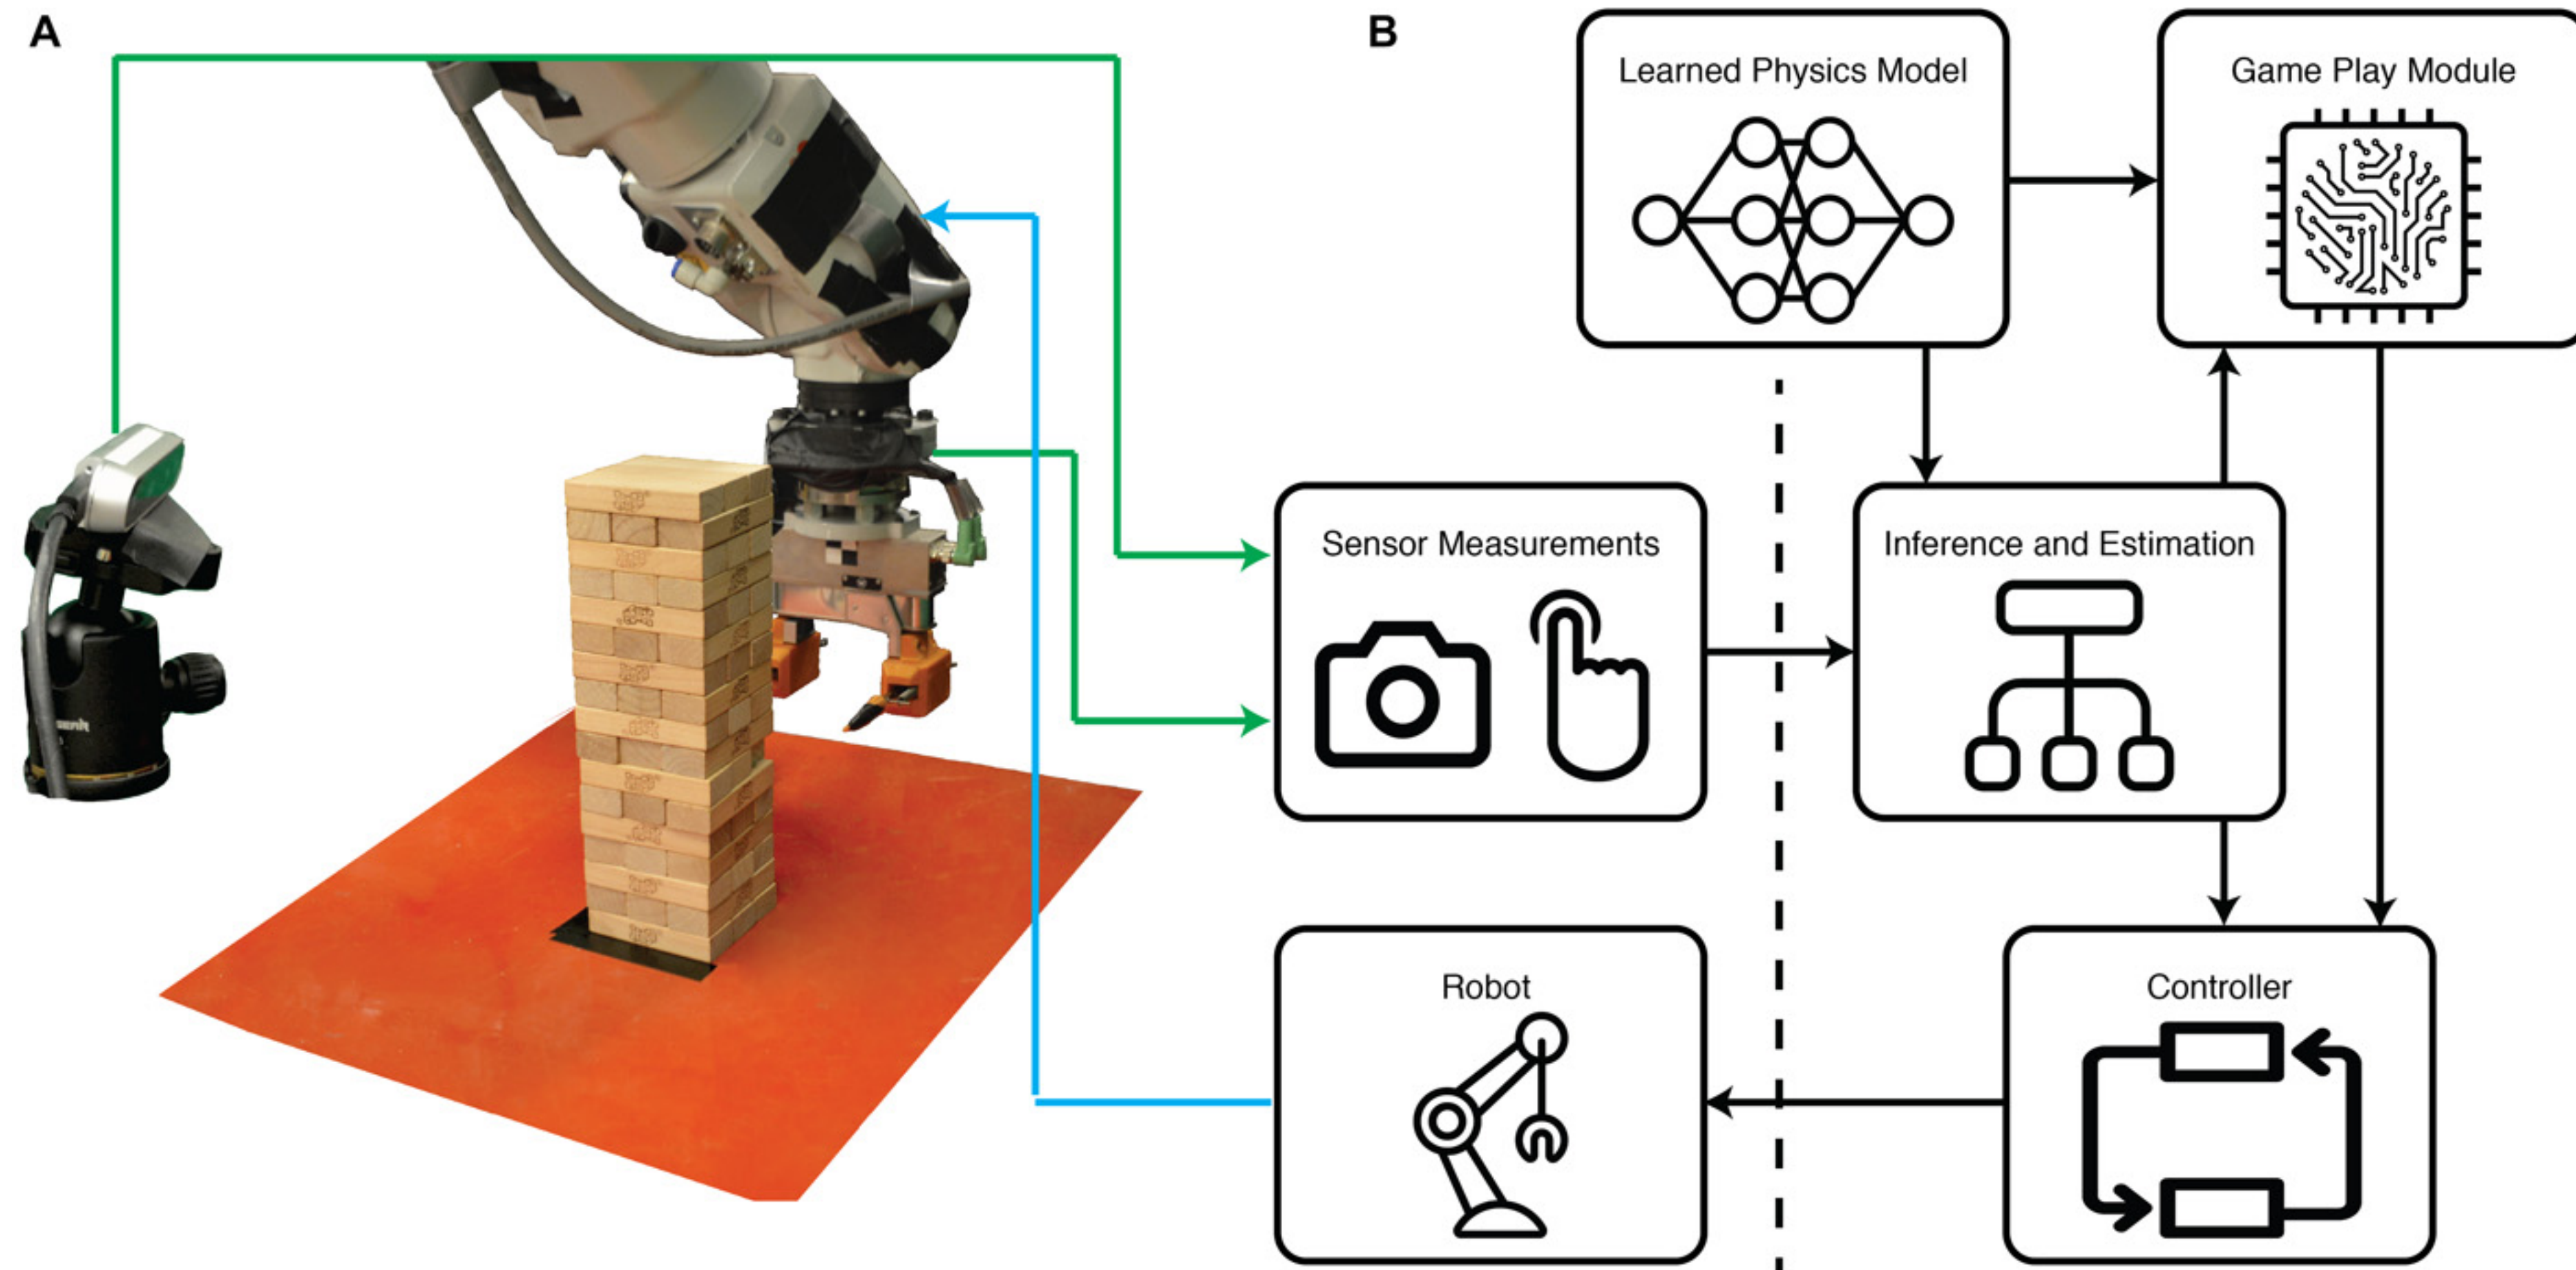 A
B
Learned Physics Model
Game Play Module
Sensor Measurements
Inference and Estimation
Robot
Controller